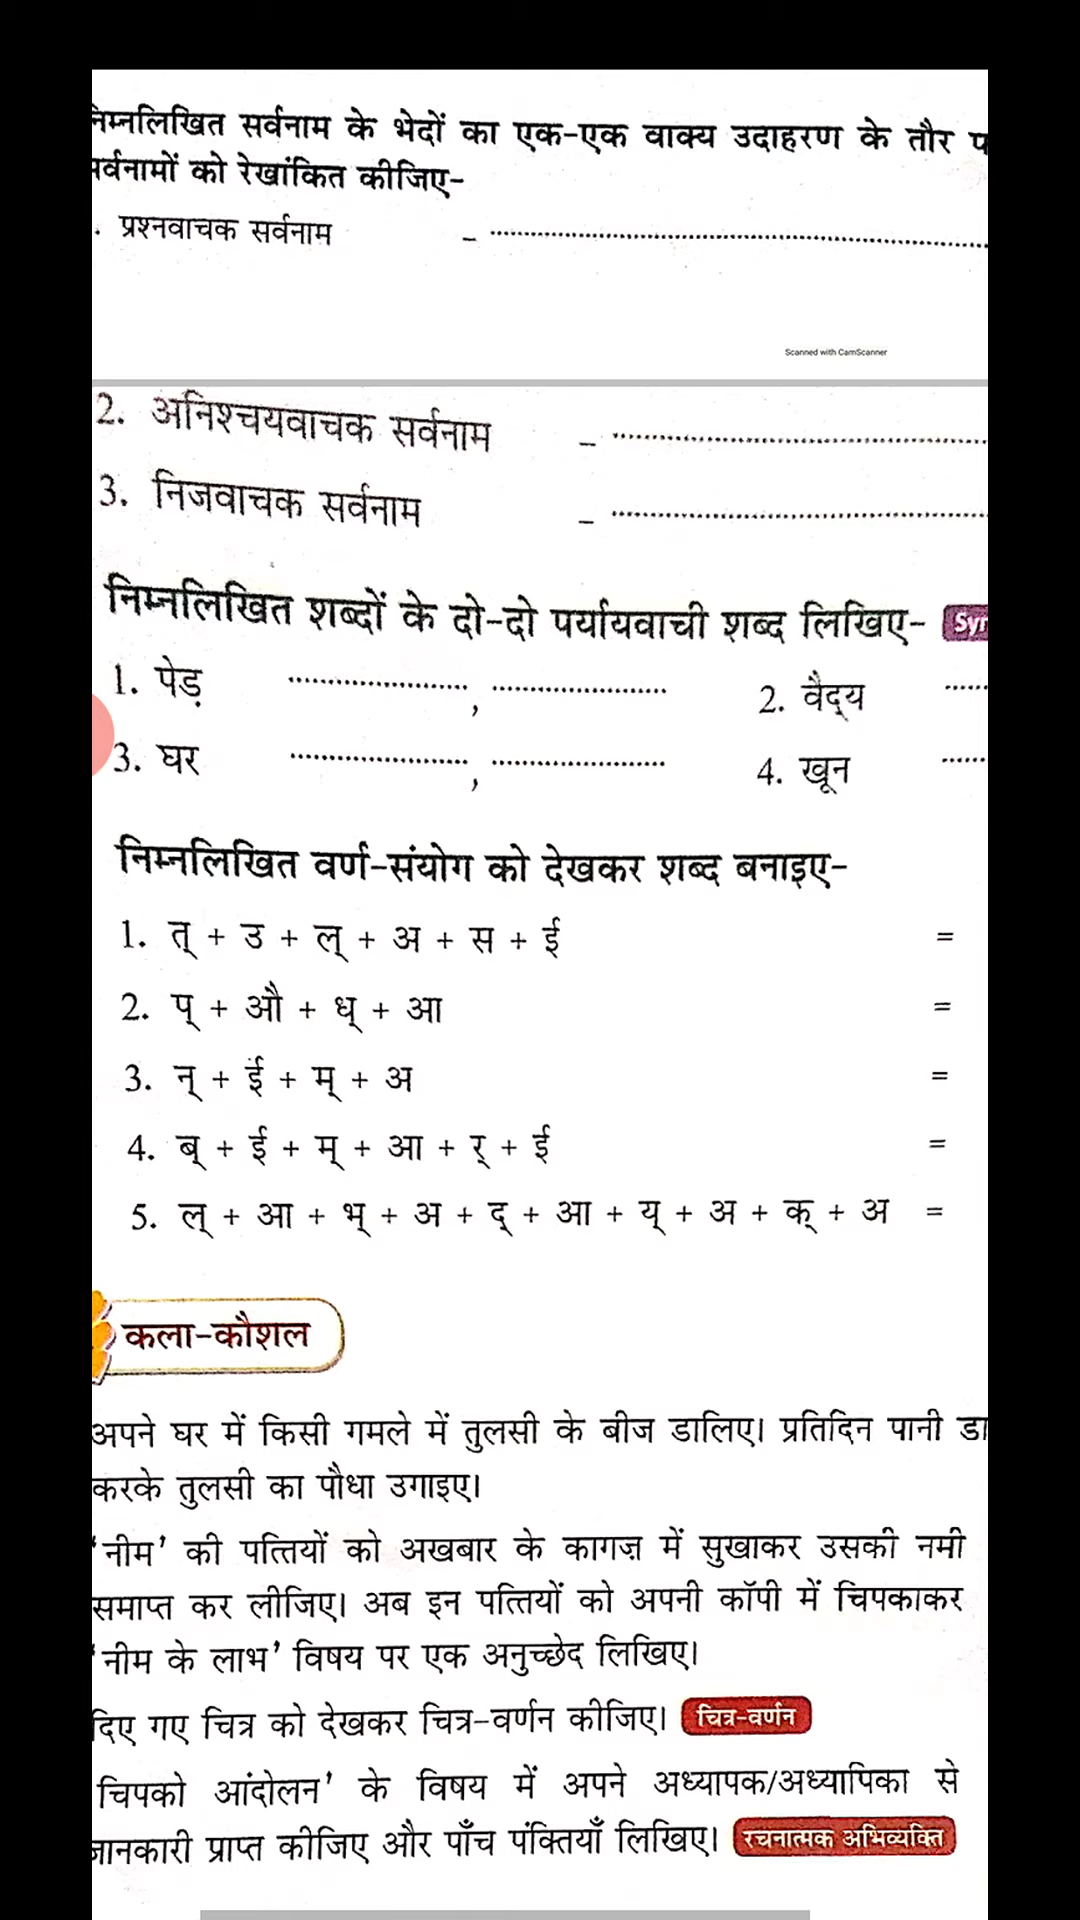 निम्नलिखित सर्वनाम के भेदों का एक-एक वाक्य उदाहरण के तौर
सर्वनामों को रेखांकित कीजिए-
. प्रश्नवाचक सर्वनाम - ....................
Scanned with CamScanner
2. अनिश्चयवाचक सर्वनाम - ....................
3. निजवाचक सर्वनाम - ....................
निम्नलिखित शब्दों के दो-दो पर्यायवाची शब्द लिखिए- Syn
1. पेड़ ...................., .................... 2. वैद्य ......
3. घर ...................., .................... 4. खून ......
निम्नलिखित वर्ण-संयोग को देखकर शब्द बनाइए-
1. त् + उ + ल् + अ + स + ई =
2. प् + औ + ध् + आ =
3. न् + ई + म् + अ =
4. ब् + ई + म् + आ + र् + ई =
5. ल् + आ + भ् + अ + द् + आ + य् + अ + क् + अ =
कला-कौशल
अपने घर में किसी गमले में तुलसी के बीज डालिए। प्रतिदिन पानी डा
करके तुलसी का पौधा उगाइए।
'नीम' की पत्तियों को अखबार के कागज़ में सुखाकर उसकी नमी
समाप्त कर लीजिए। अब इन पत्तियों को अपनी कॉपी में चिपकाकर
'नीम के लाभ' विषय पर एक अनुच्छेद लिखिए।
दिए गए चित्र को देखकर चित्र-वर्णन कीजिए। चित्र-वर्णन
चिपको आंदोलन' के विषय में अपने अध्यापक/अध्यापिका से
जानकारी प्राप्त कीजिए और पाँच पंक्तियाँ लिखिए। रचनात्मक अभिव्यक्ति